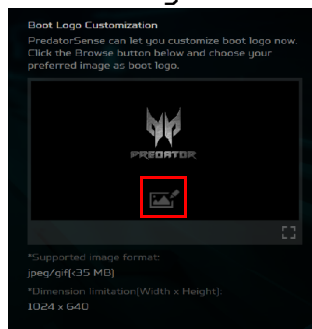 Boot Logo Customization
PredatorSense can let you customize boot logo now.
Click the Browse button below and choose your
preferred image as boot logo.
PREDATOR
*Supported image format:
jpeg/gif(<35 MB)
*Dimension limitation(Width x Height):
1024 x 640